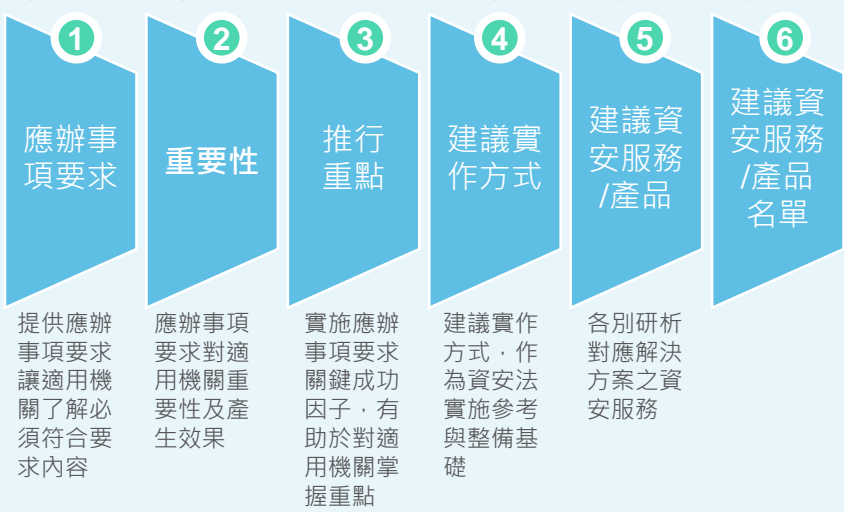 1
應辦事
項要求
2
重要性
3
推行
重點
4
建議實
作方式
5
建議資
安服務
/產品
6
建議資
安服務
/產品
名單
提供應辦
事項要求
讓適用機
關了解必
須符合要
求內容
應辦事項
要求對適
用機關重
要性及產
生效果
實施應辦
事項要求
關鍵成功
因子，有
助於對適
用機關掌
握重點
建議實作
方式，作
為資安法
實施參考
與整備基
礎
各別研析
對應解決
方案之資
安服務